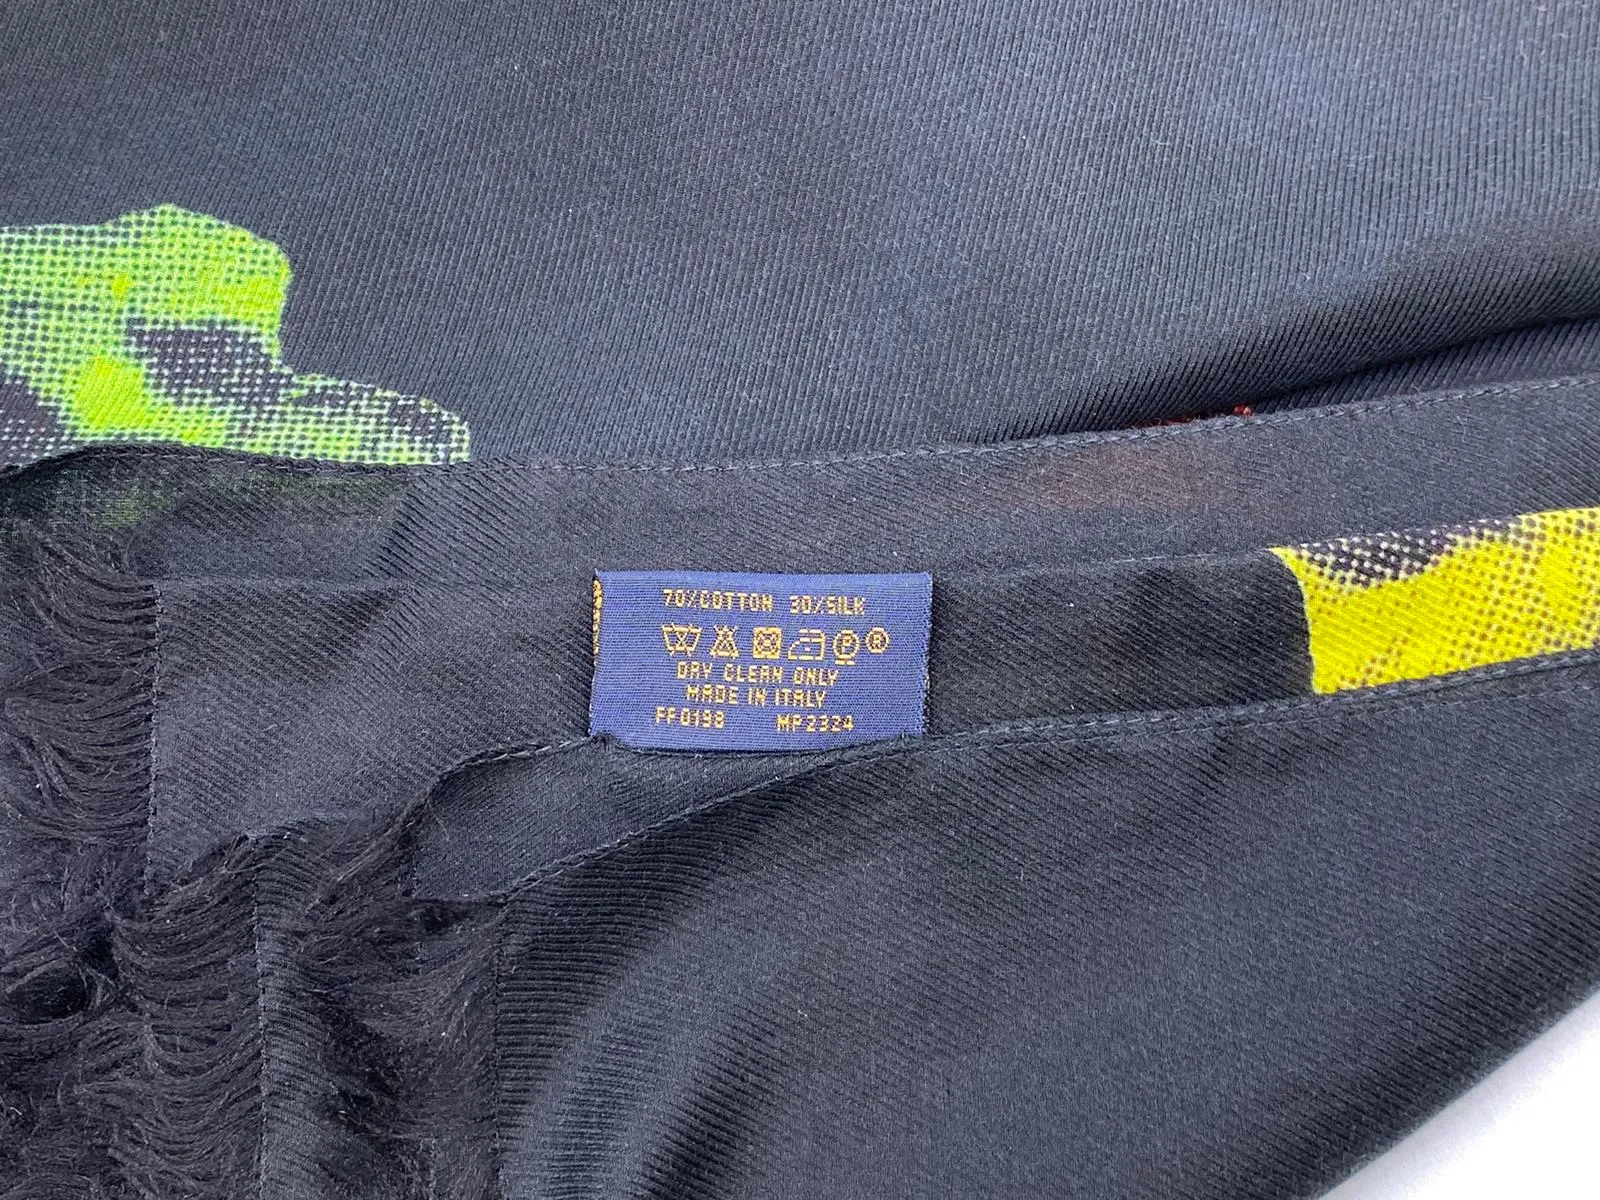 70%COTTON 30%SILK
P R
DRY CLEAN ONLY
MADE IN ITALY
FF0198 MP2324